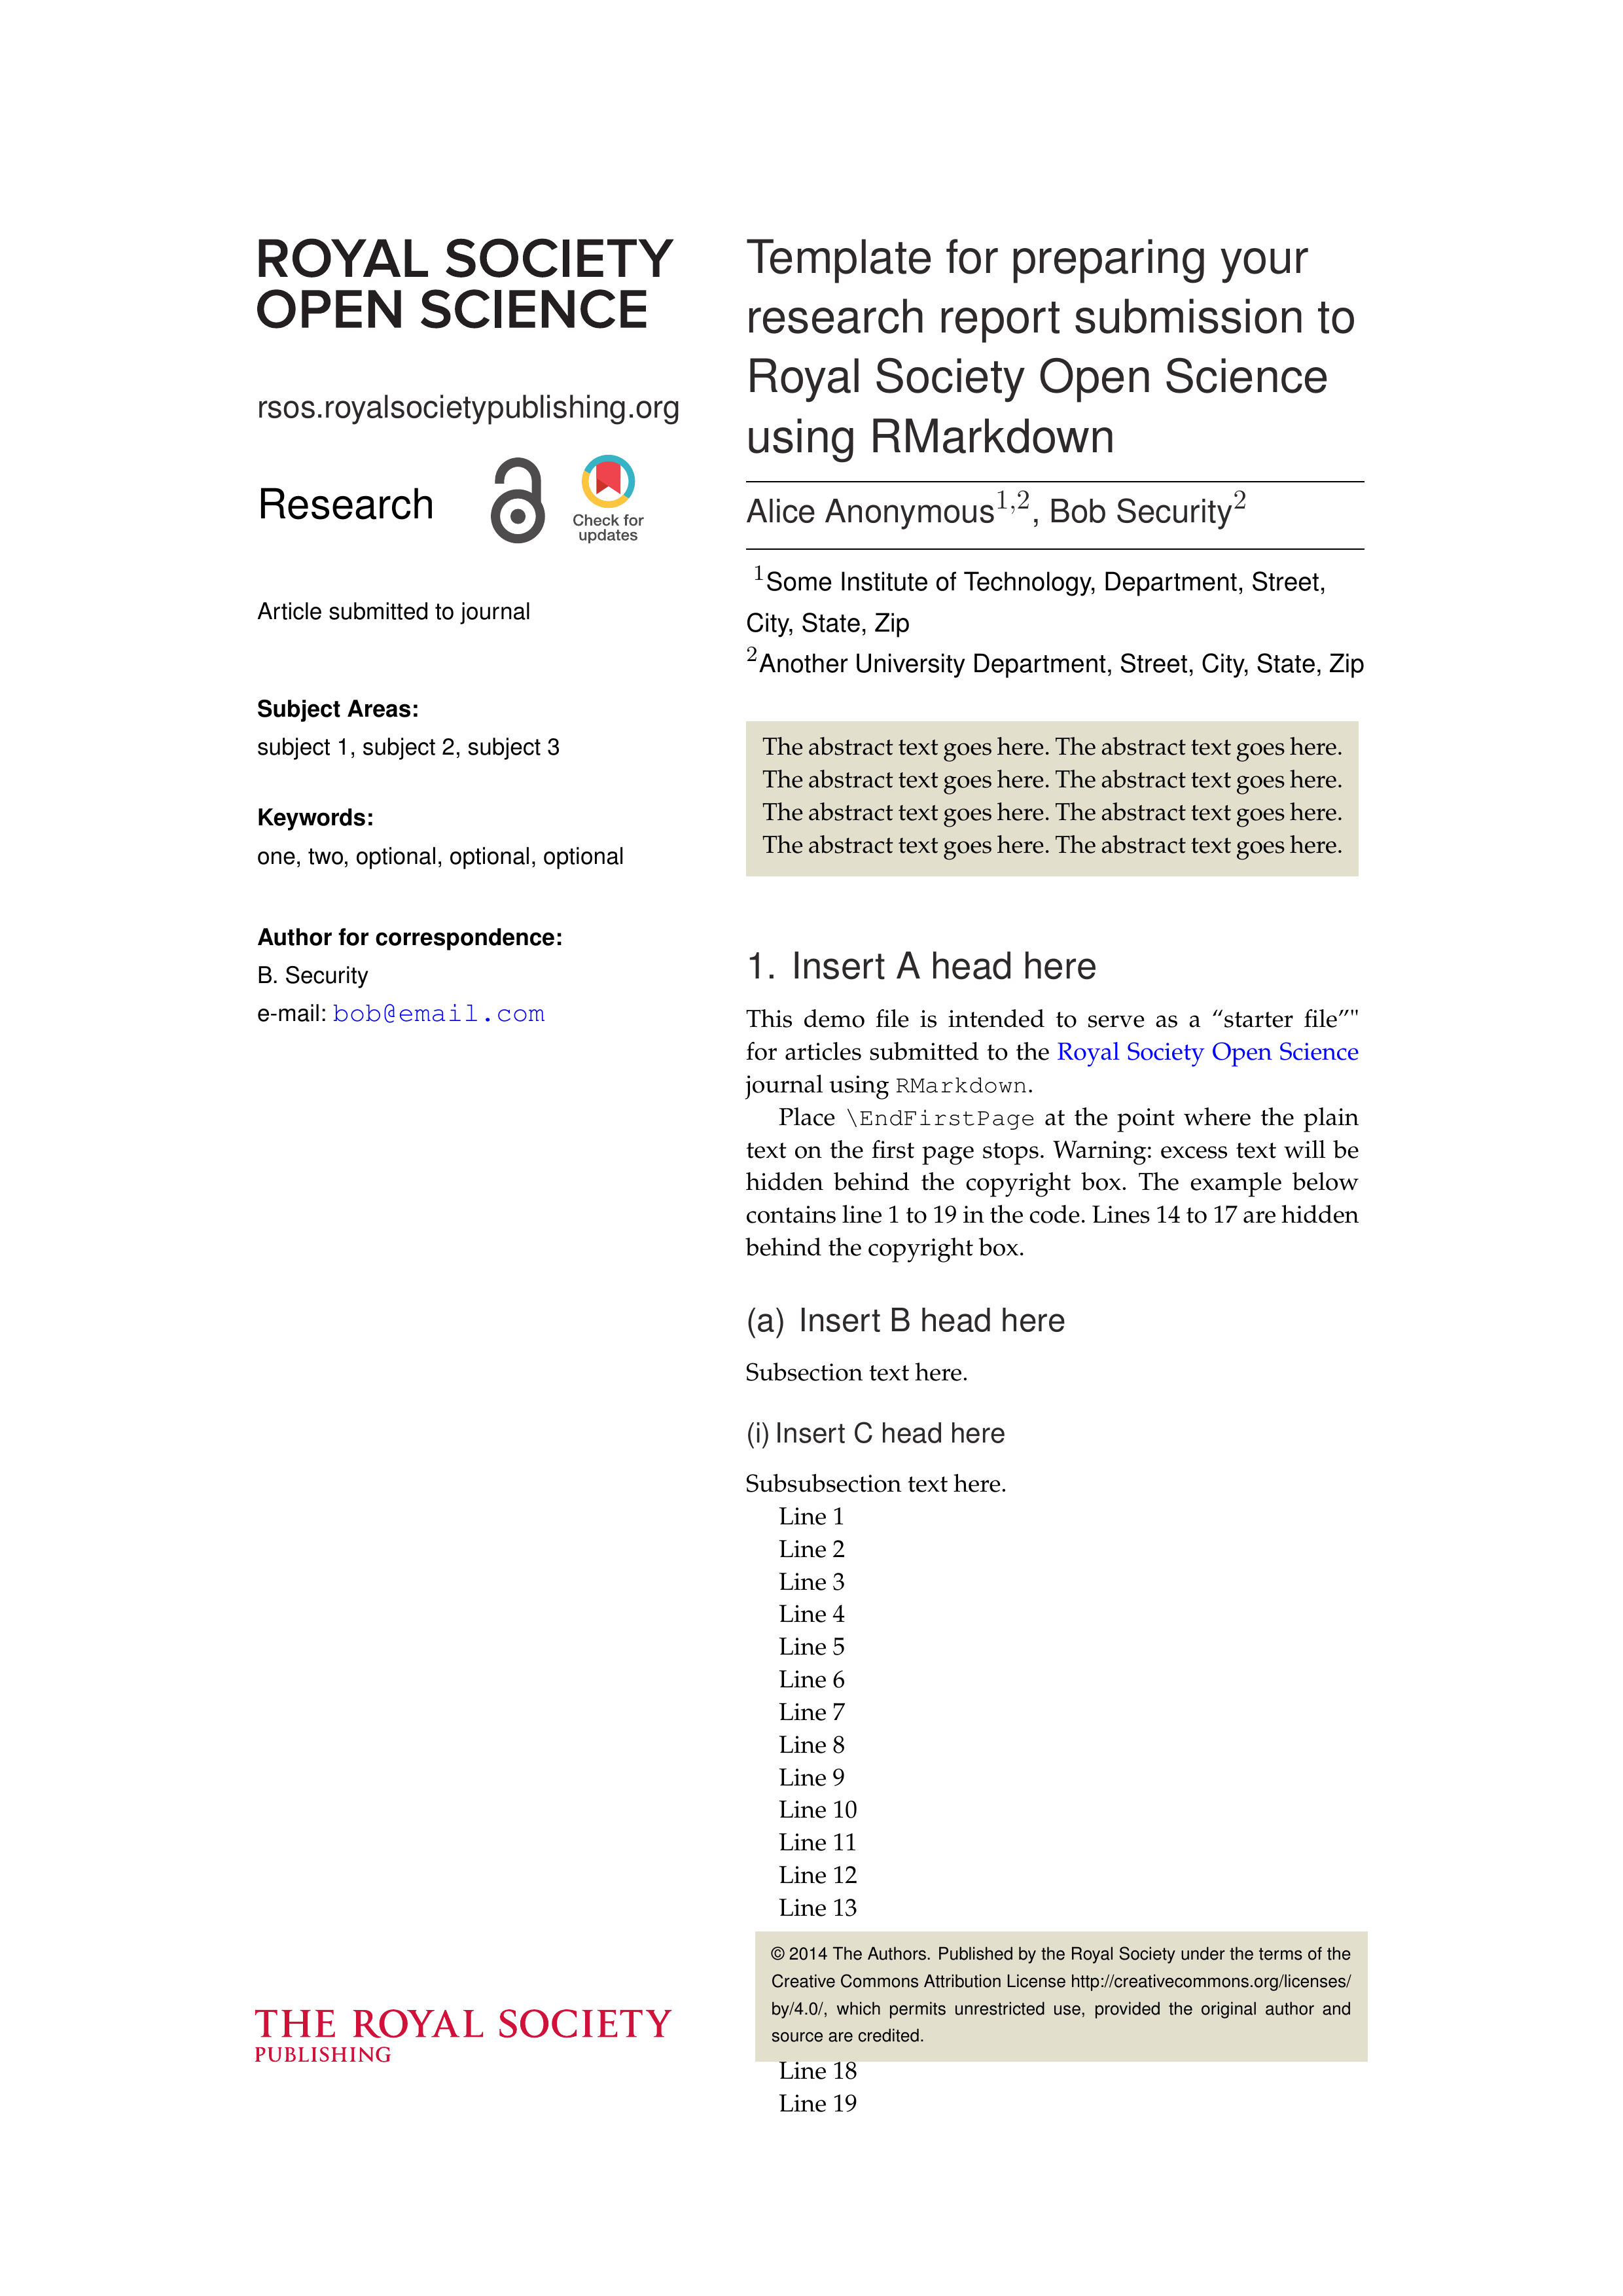 ROYAL SOCIETY
OPEN SCIENCE
rsos.royalsocietypublishing.org
Research
Check for
updates
Article submitted to journal
Subject Areas:
subject 1, subject 2, subject 3
Keywords:
one, two, optional, optional, optional
Author for correspondence:
B. Security
e-mail: bob@email.com
THE ROYAL SOCIETY
PUBLISHING
Template for preparing your
research report submission to
Royal Society Open Science
using RMarkdown
Alice Anonymous1,2, Bob Security2
1Some Institute of Technology, Department, Street,
City, State, Zip
2Another University Department, Street, City, State, Zip
The abstract text goes here. The abstract text goes here.
The abstract text goes here. The abstract text goes here.
The abstract text goes here. The abstract text goes here.
The abstract text goes here. The abstract text goes here.
1. Insert A head here
This demo file is intended to serve as a “starter file”"
for articles submitted to the Royal Society Open Science
journal using RMarkdown.
Place \EndFirstPage at the point where the plain
text on the first page stops. Warning: excess text will be
hidden behind the copyright box. The example below
contains line 1 to 19 in the code. Lines 14 to 17 are hidden
behind the copyright box.
(a) Insert B head here
Subsection text here.
(i) Insert C head here
Subsubsection text here.
Line 1
Line 2
Line 3
Line 4
Line 5
Line 6
Line 7
Line 8
Line 9
Line 10
Line 11
Line 12
Line 13
© 2014 The Authors. Published by the Royal Society under the terms of the
Creative Commons Attribution License http://creativecommons.org/licenses/
by/4.0/, which permits unrestricted use, provided the original author and
source are credited.
Line 18
Line 19